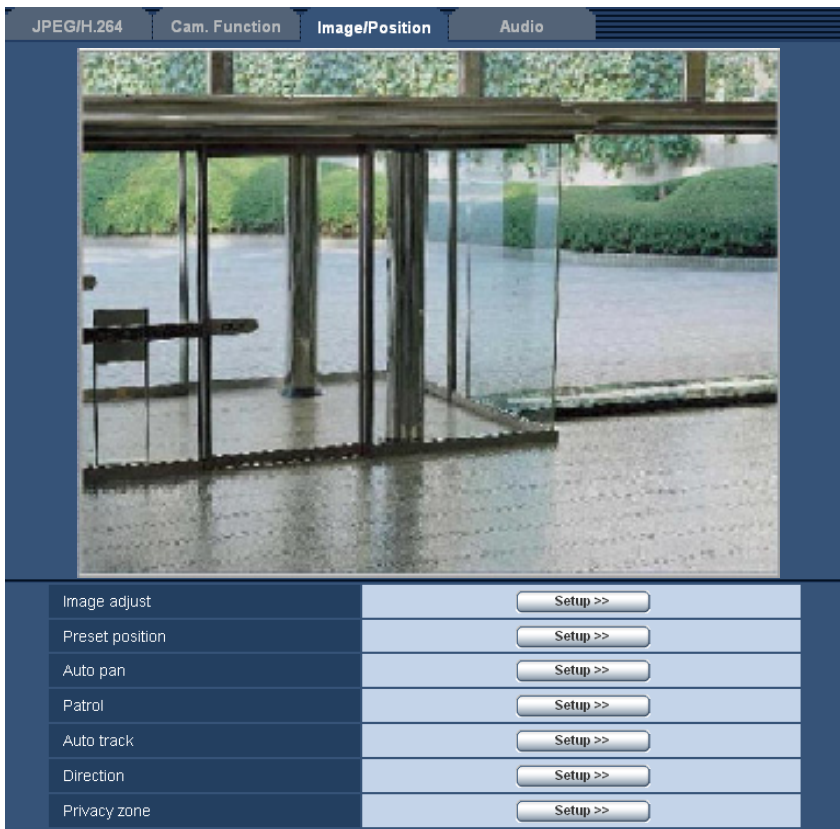 JPEG/H.264 Cam. Function Image/Position Audio
Image adjust Setup >>
Preset position Setup >>
Auto pan Setup >>
Patrol Setup >>
Auto track Setup >>
Direction Setup >>
Privacy zone Setup >>